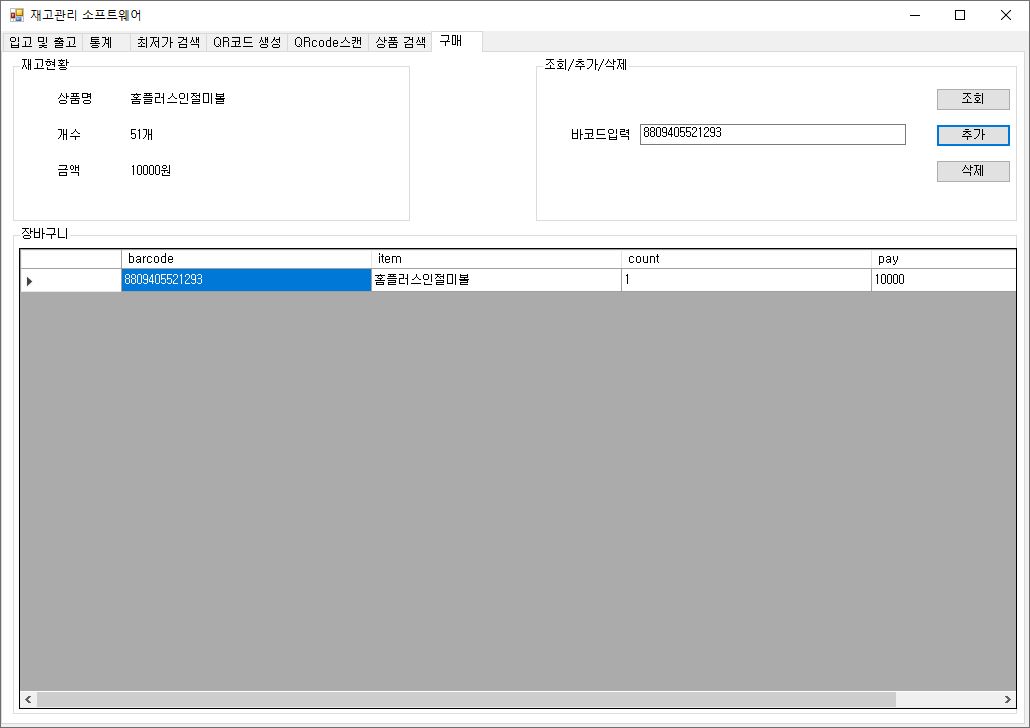 재고관리 소프트웨어
입고 및 출고 통계 최저가 검색 QR코드 생성 QRcode스캔 상품 검색 구매
재고현황
상품명 홈플러스인절미볼
개수 51개
금액 10000원
조회/추가/삭제
조회
바코드입력 8809405521293 추가
삭제
장바구니
barcode item count pay
8809405521293 홈플러스인절미볼 1 10000